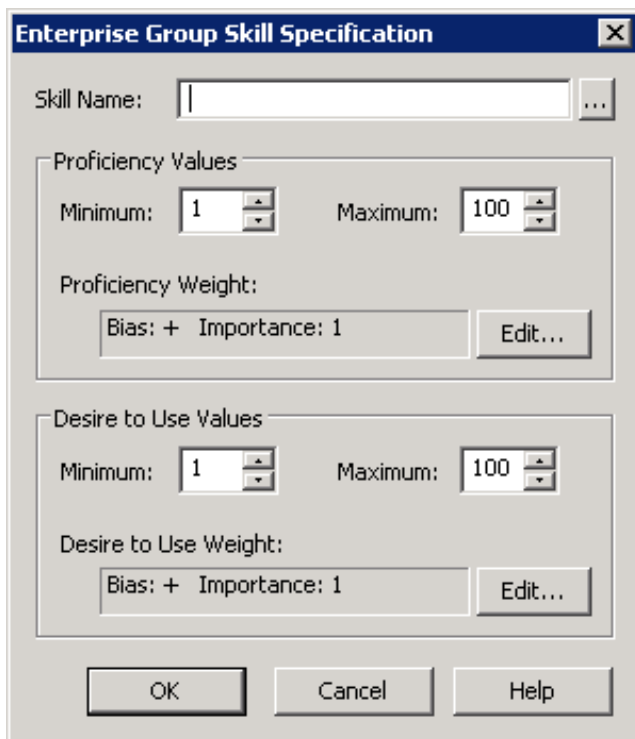 Enterprise Group Skill Specification
Skill Name: ...
Proficiency Values
Minimum: 1 Maximum: 100
Proficiency Weight:
Bias: + Importance: 1 Edit...
Desire to Use Values
Minimum: 1 Maximum: 100
Desire to Use Weight:
Bias: + Importance: 1 Edit...
OK Cancel Help